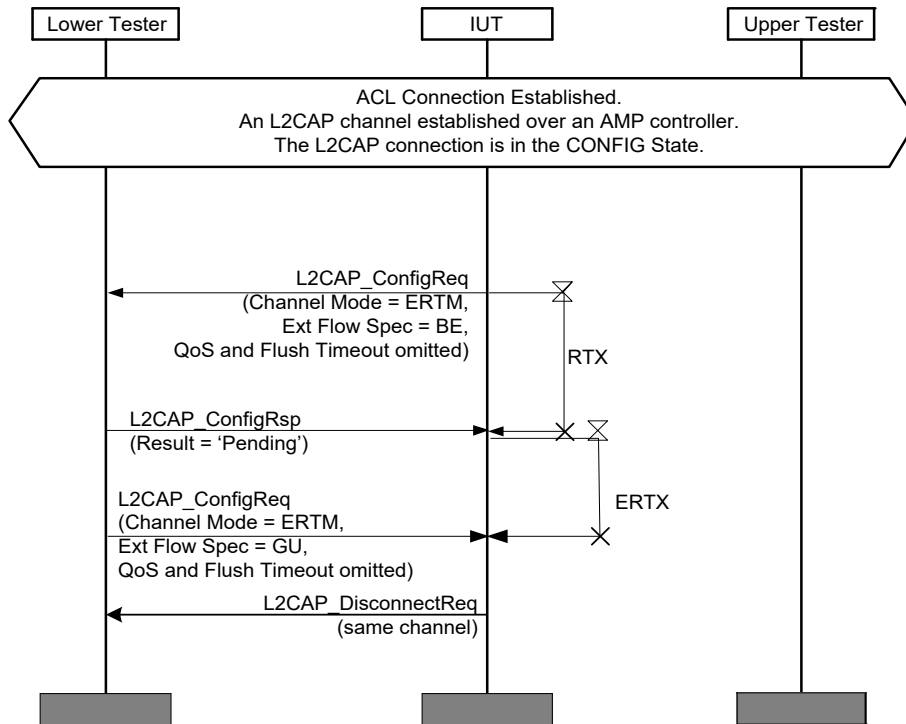 Lower Tester
IUT
Upper Tester
ACL Connection Established.
An L2CAP channel established over an AMP controller.
The L2CAP connection is in the CONFIG State.
L2CAP_ConfigReq
(Channel Mode = ERTM,
Ext Flow Spec = BE,
QoS and Flush Timeout omitted)
RTX
L2CAP_ConfigRsp
(Result = ‘Pending’)
L2CAP_ConfigReq
(Channel Mode = ERTM,
Ext Flow Spec = GU,
QoS and Flush Timeout omitted)
ERTX
L2CAP_DisconnectReq
(same channel)